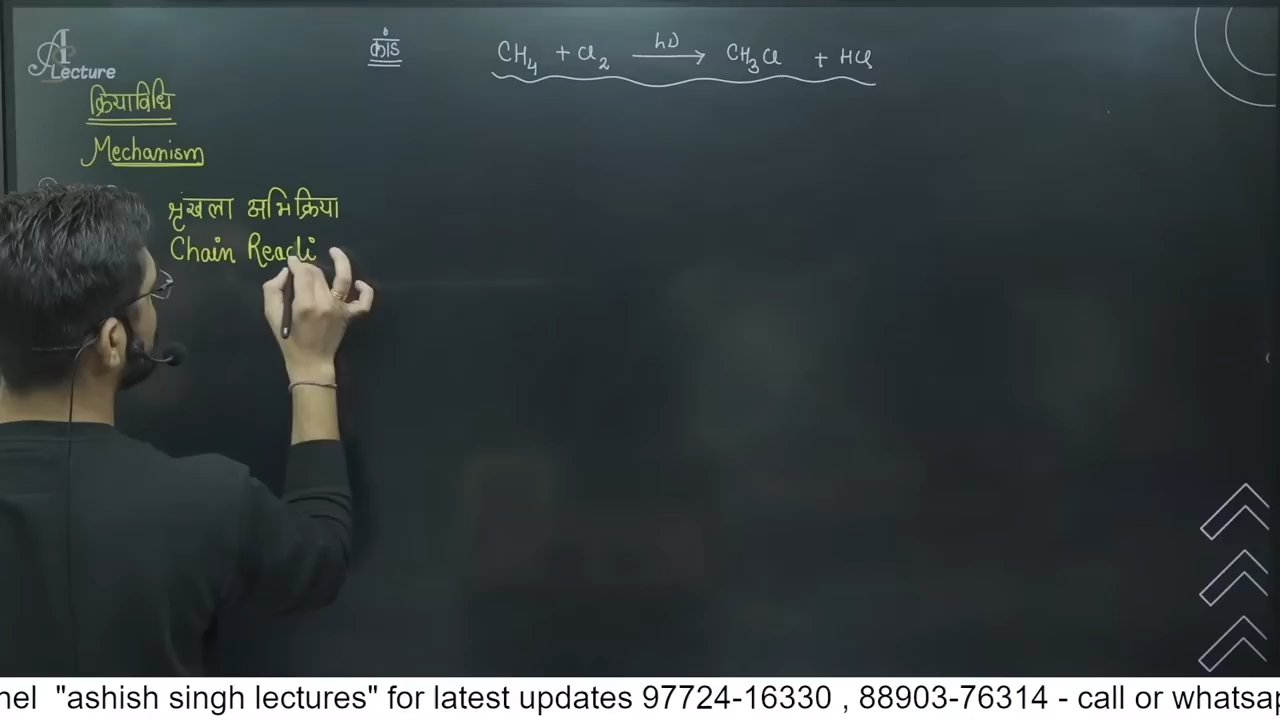 A
Lecture
CH4 + Cl2 hν → CH3Cl + HCl
क्रियाविधि
Mechanism
श्रृंखला अभिक्रिया
Chain Reacti
nel "ashish singh lectures" for latest updates 97724-16330 , 88903-76314 - call or whatsap